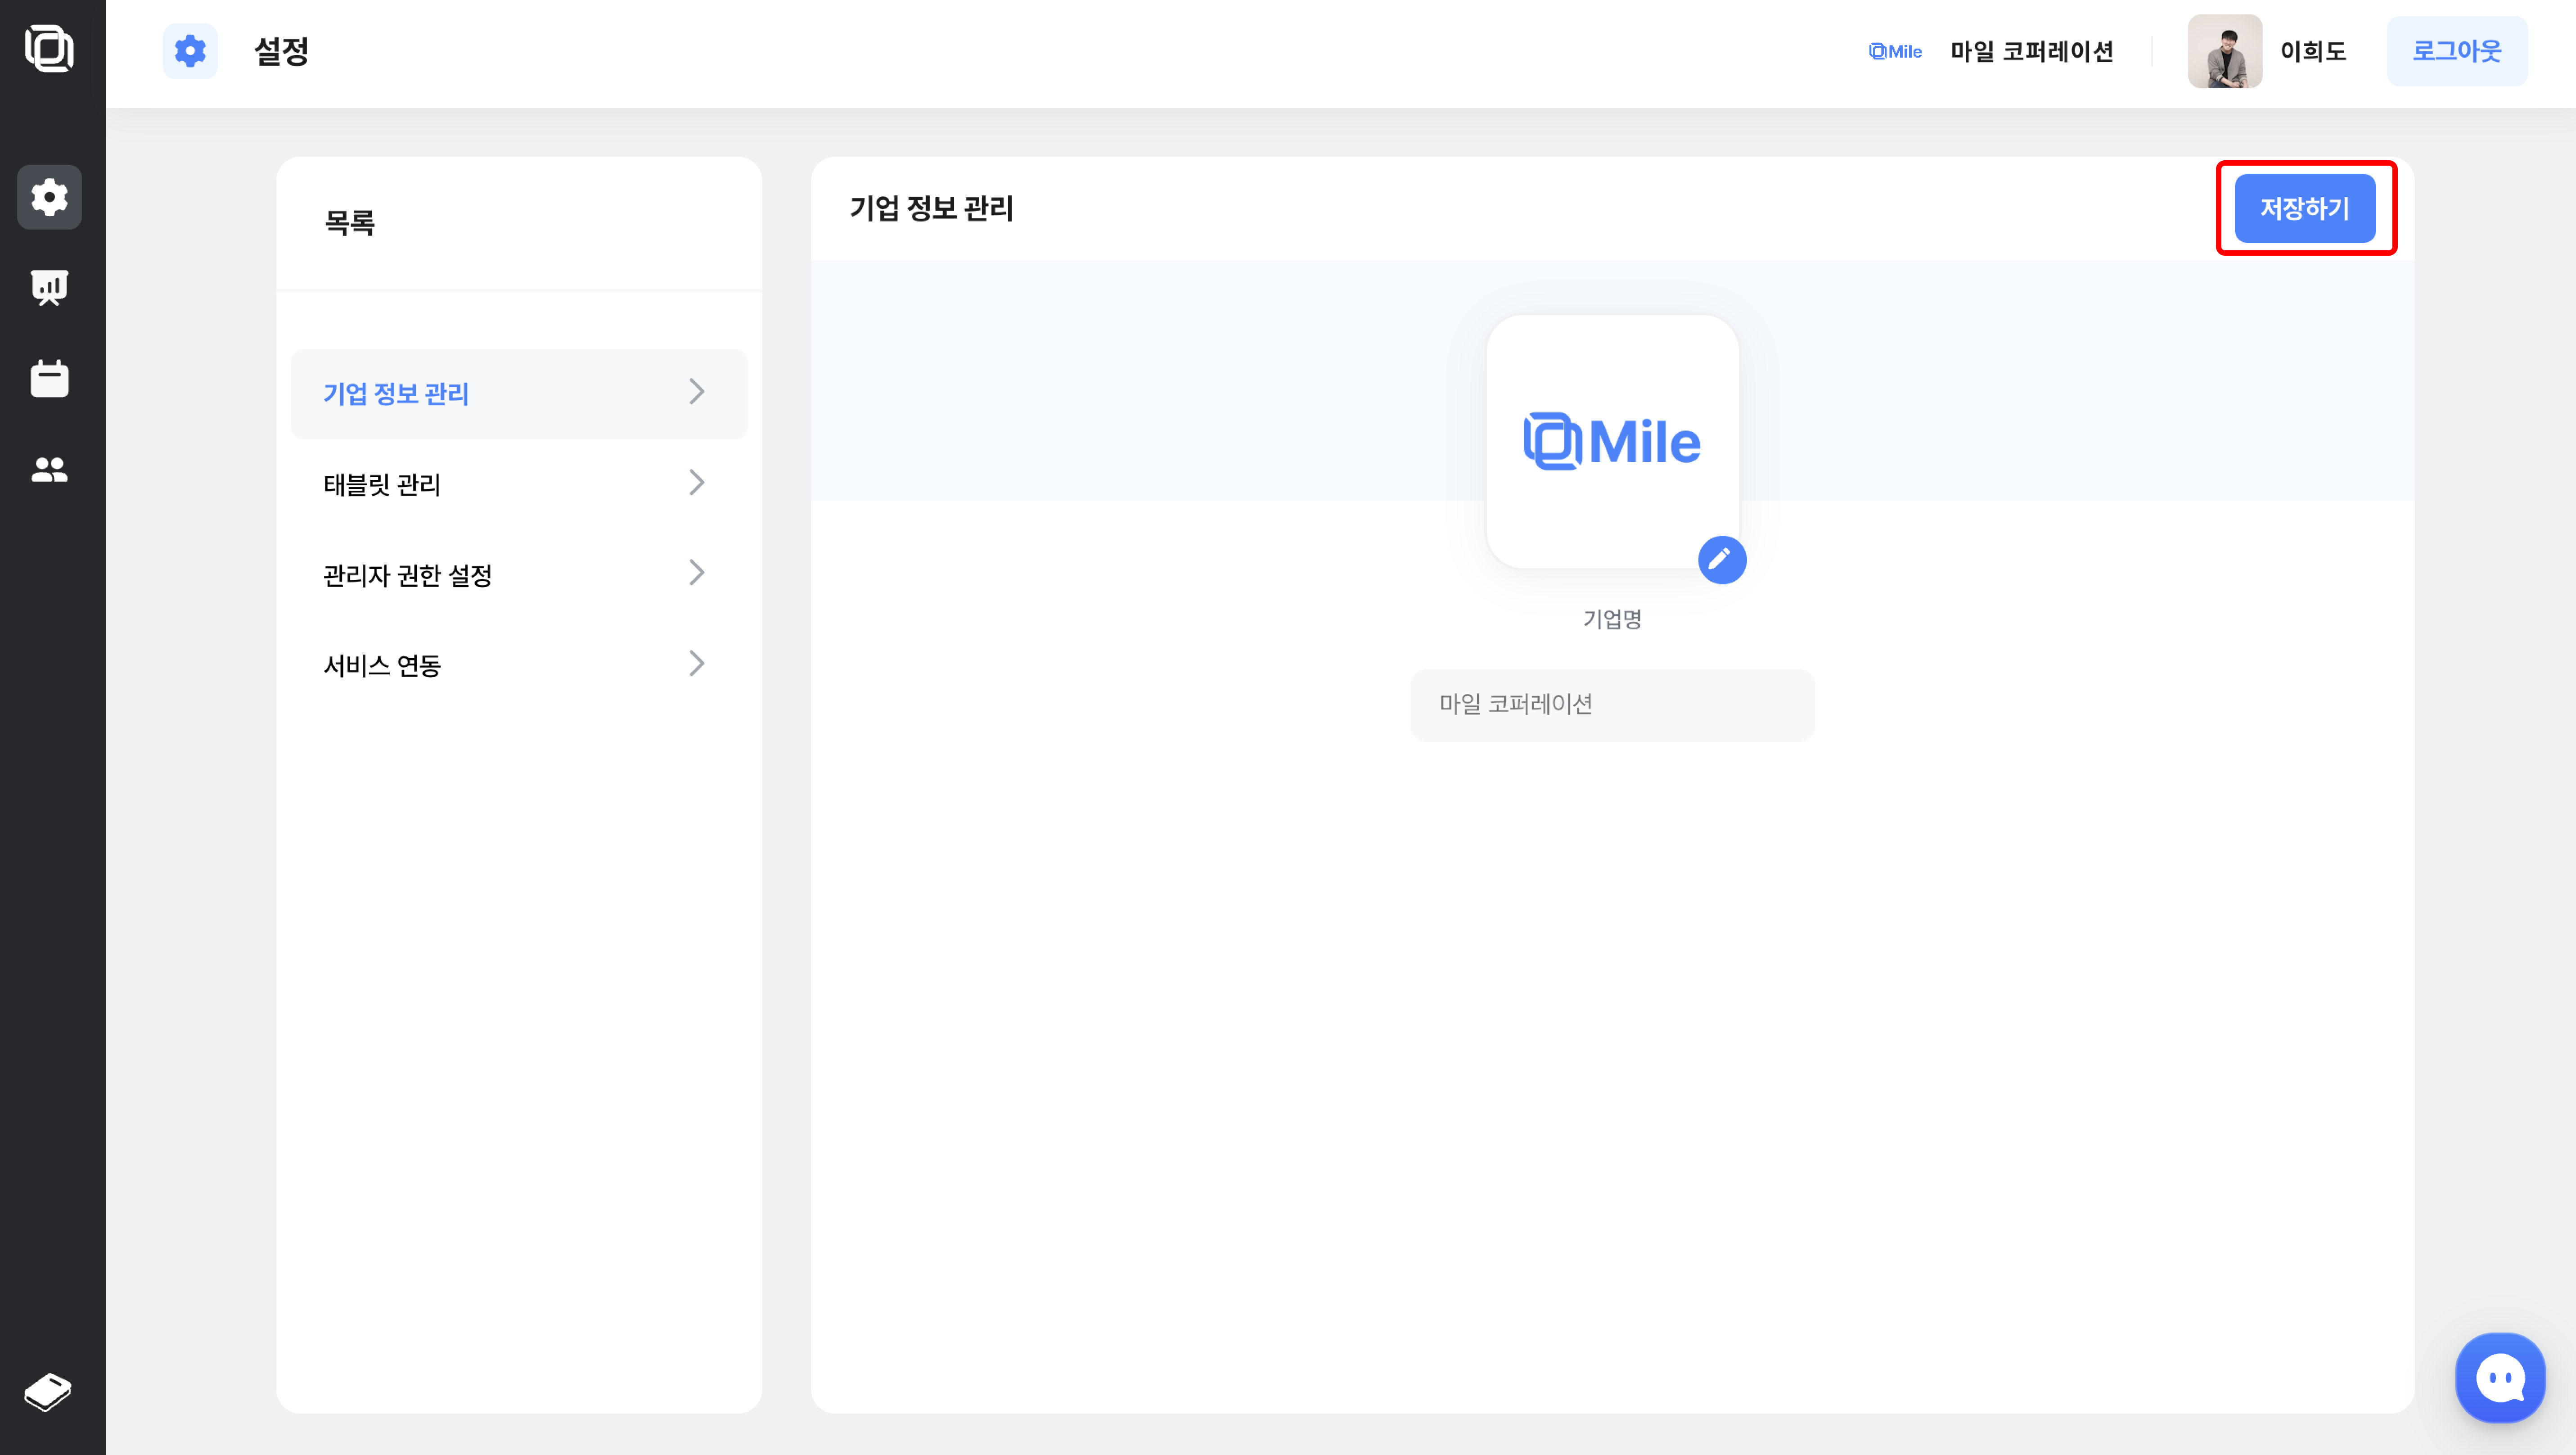 설정
Mile 마일 코퍼레이션 이희도 로그아웃
목록
기업 정보 관리
태블릿 관리
관리자 권한 설정
서비스 연동
기업 정보 관리 저장하기
Mile
기업명
마일 코퍼레이션